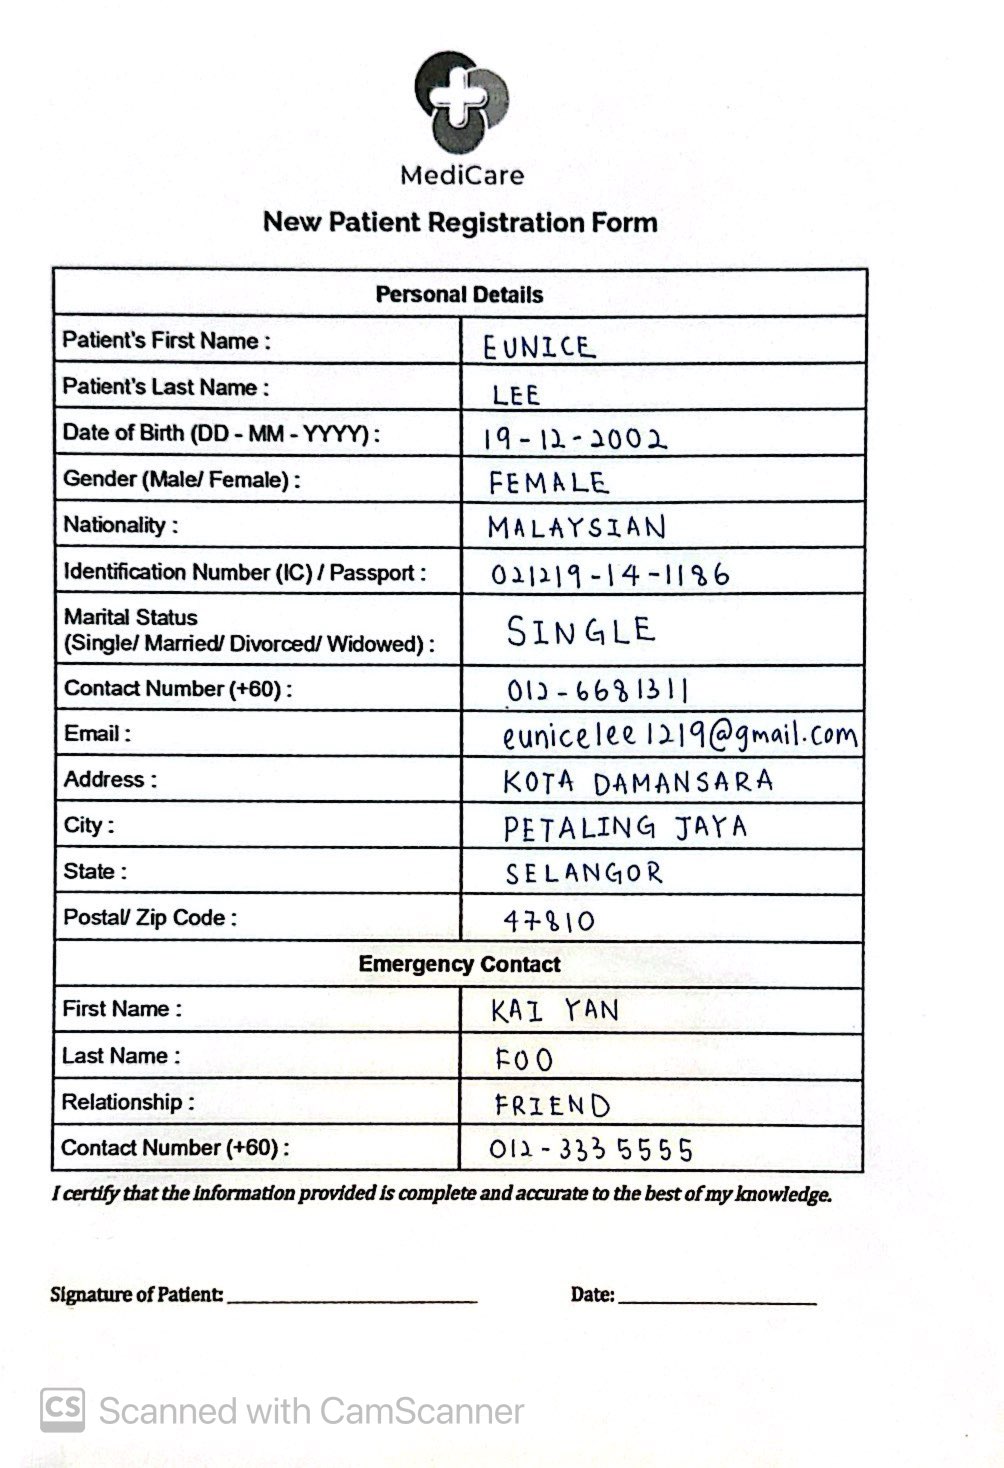 MediCare
New Patient Registration Form
Personal Details
Patient's First Name : EUNICE
Patient's Last Name : LEE
Date of Birth (DD - MM - YYYY) : 19-12-2002
Gender (Male/ Female) : FEMALE
Nationality : MALAYSIAN
Identification Number (IC) / Passport : 021219-14-1186
Marital Status
(Single/ Married/ Divorced/ Widowed) : SINGLE
Contact Number (+60) : 012-6681311
Email : eunicelee1219@gmail.com
Address : KOTA DAMANSARA
City : PETALING JAYA
State : SELANGOR
Postal/ Zip Code : 47810
Emergency Contact
First Name : KAI YAN
Last Name : FOO
Relationship : FRIEND
Contact Number (+60) : 012-333 5555
I certify that the information provided is complete and accurate to the best of my knowledge.
Signature of Patient: Date:
CS Scanned with CamScanner